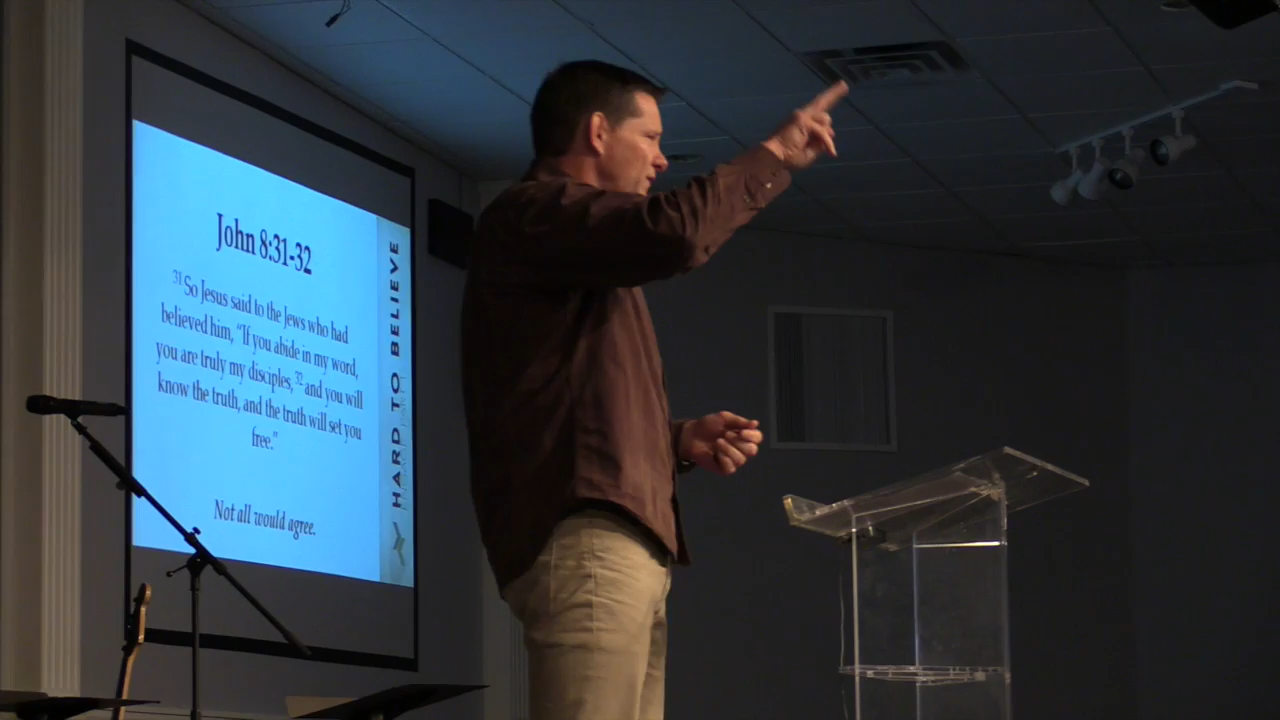 John 8:31-32
31 So Jesus said to the Jews who had
believed him, “If you abide in my word,
you are truly my disciples, 32 and you will
know the truth, and the truth will set you
free.”
Not all would agree.
HARD TO BELIEVE